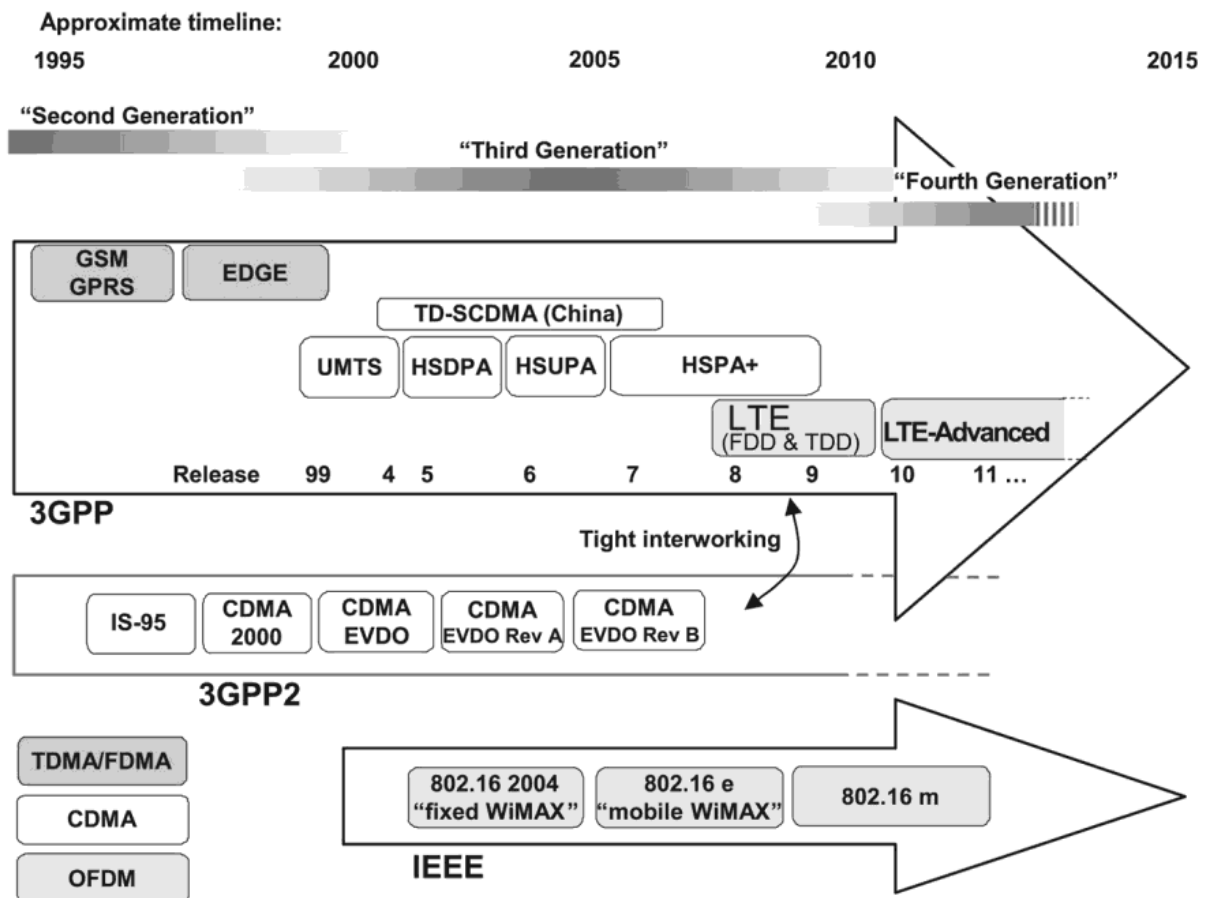 Approximate timeline:
1995 2000 2005 2010 2015
“Second Generation”
“Third Generation”
“Fourth Generation”
GSM
GPRS
EDGE
TD-SCDMA (China)
UMTS
HSDPA
HSUPA
HSPA+
LTE
(FDD & TDD)
LTE-Advanced
Release 99 4 5 6 7 8 9 10 11 ...
3GPP
Tight interworking
IS-95
CDMA
2000
CDMA
EVDO
CDMA
EVDO Rev A
CDMA
EVDO Rev B
3GPP2
TDMA/FDMA
CDMA
OFDM
802.16 2004
“fixed WiMAX”
802.16 e
“mobile WiMAX”
802.16 m
IEEE